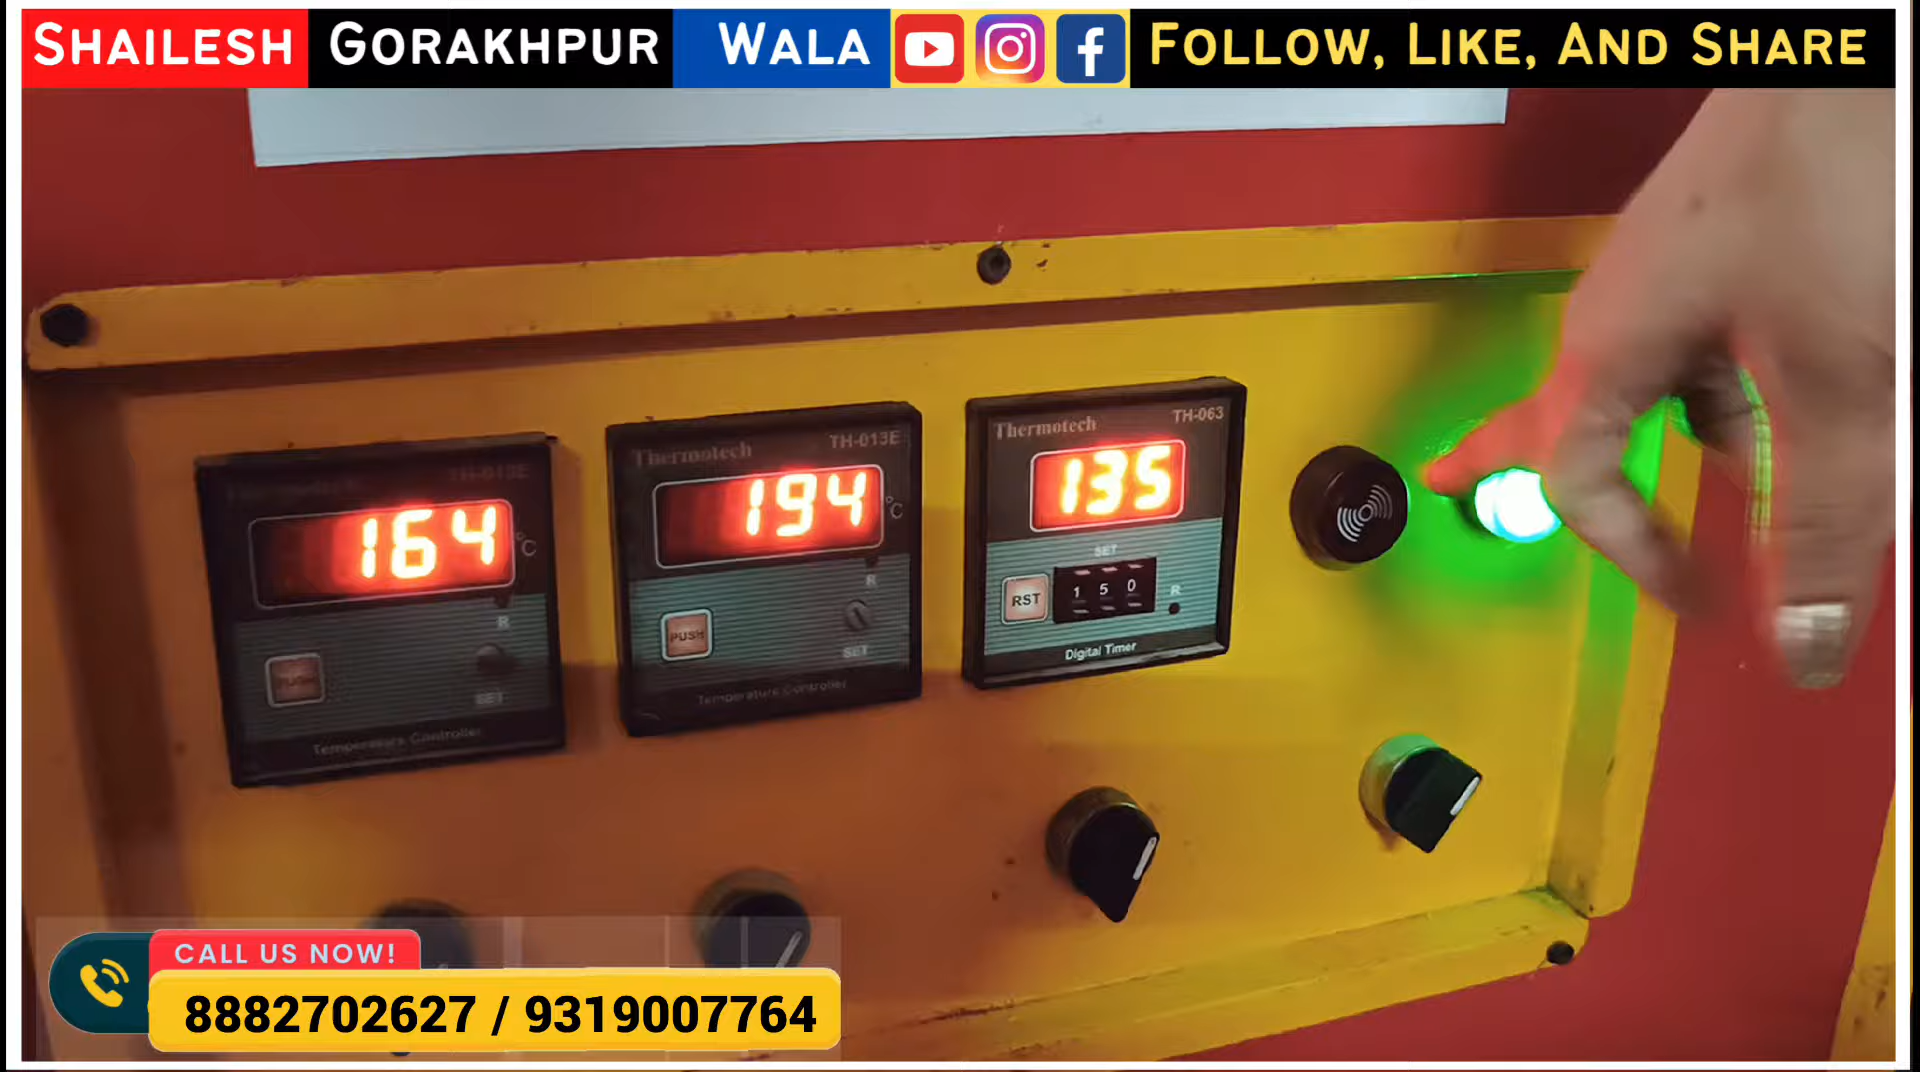 SHAILESH GORAKHPUR WALA FOLLOW, LIKE, AND SHARE
Thermotech TH-013E
164 °C
R
PUSH
SET
Temperature Controller
Thermotech TH-013E
194 °C
R
PUSH
SET
Temperature Controller
Thermotech TH-063
135
SET
RST 1 5 0 R
Digital Timer
CALL US NOW!
8882702627 / 9319007764